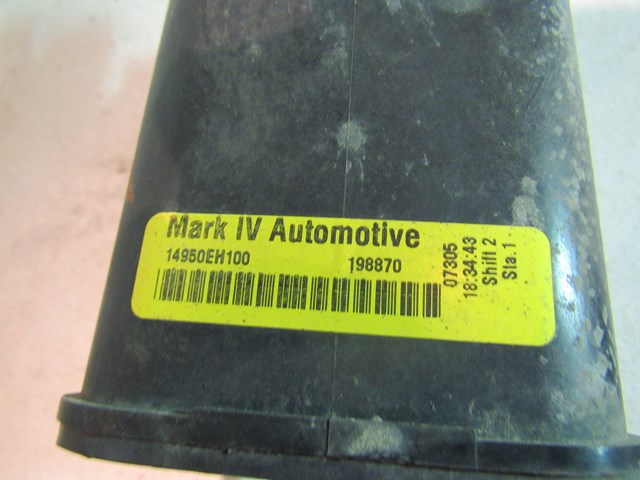 Mark IV Automotive
14950EH100 198870
07305
18:34:43
Shift 2
Sta. 1